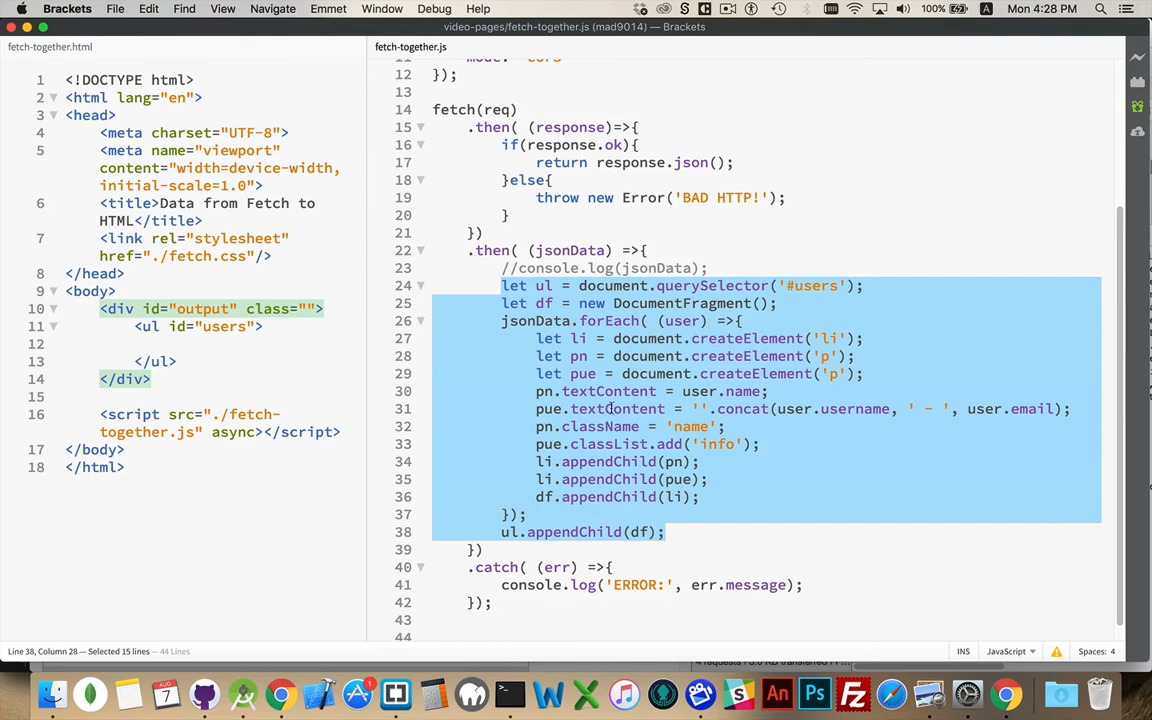 Brackets File Edit Find View Navigate Emmet Window Debug Help 100% A Mon 4:28 PM
video-pages/fetch-together.js (mad9014) — Brackets
fetch-together.html
1 <!DOCTYPE html>
2 <html lang="en">
3 <head>
4 <meta charset="UTF-8">
5 <meta name="viewport"
content="width=device-width,
initial-scale=1.0">
6 <title>Data from Fetch to
HTML</title>
7 <link rel="stylesheet"
href="./fetch.css"/>
8 </head>
9 <body>
10 <div id="output" class="">
11 <ul id="users">
12
13 </ul>
14 </div>
15
16 <script src="./fetch-
together.js" async></script>
17 </body>
18 </html>
fetch-together.js
12 });
13
14 fetch(req)
15 .then( (response)=>{
16 if(response.ok){
17 return response.json();
18 }else{
19 throw new Error('BAD HTTP!');
20 }
21 })
22 .then( (jsonData) =>{
23 //console.log(jsonData);
24 let ul = document.querySelector('#users');
25 let df = new DocumentFragment();
26 jsonData.forEach( (user) =>{
27 let li = document.createElement('li');
28 let pn = document.createElement('p');
29 let pue = document.createElement('p');
30 pn.textContent = user.name;
31 pue.textContent = ''.concat(user.username, ' - ', user.email);
32 pn.className = 'name';
33 pue.classList.add('info');
34 li.appendChild(pn);
35 li.appendChild(pue);
36 df.appendChild(li);
37 });
38 ul.appendChild(df);
39 })
40 .catch( (err) =>{
41 console.log('ERROR:', err.message);
42 });
43
44
Line 38, Column 28 — Selected 15 lines — 44 Lines INS JavaScript Spaces: 4